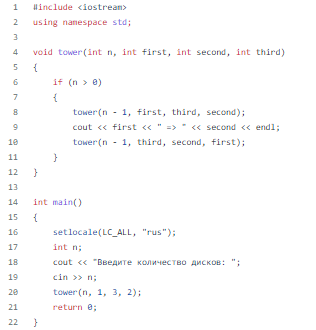 1 #include <iostream>
2 using namespace std;
3
4 void tower(int n, int first, int second, int third)
5 {
6 if (n > 0)
7 {
8 tower(n - 1, first, third, second);
9 cout << first << " => " << second << endl;
10 tower(n - 1, third, second, first);
11 }
12 }
13
14 int main()
15 {
16 setlocale(LC_ALL, "rus");
17 int n;
18 cout << "Введите количество дисков: ";
19 cin >> n;
20 tower(n, 1, 3, 2);
21 return 0;
22 }